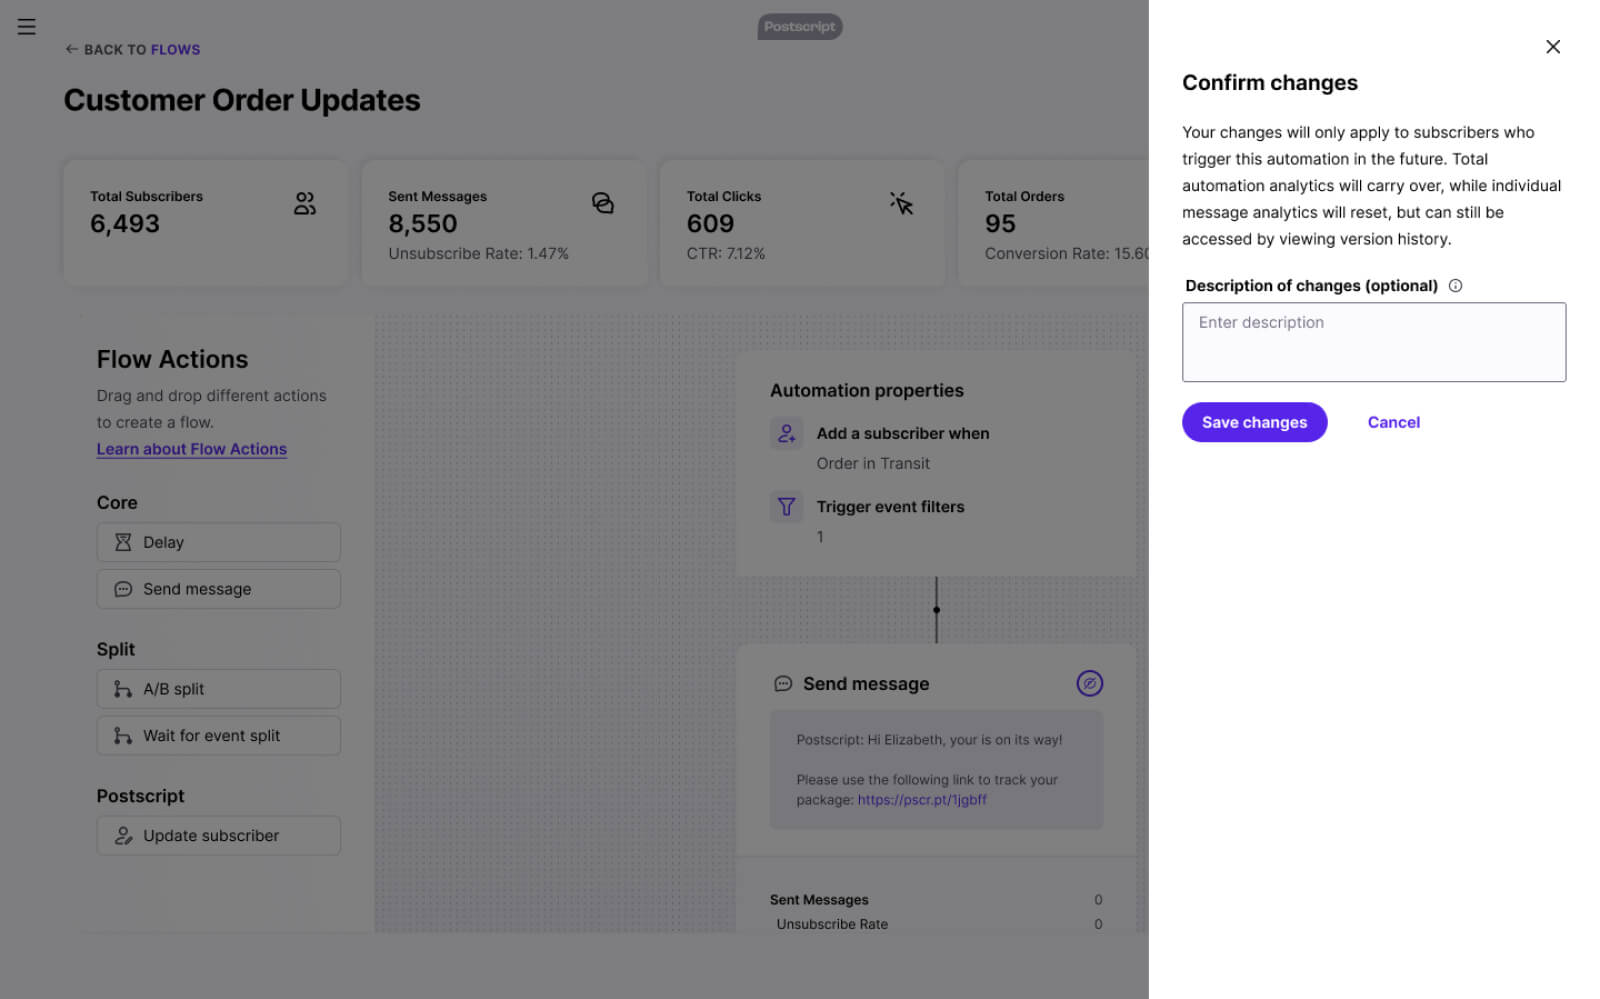 Postscript
← BACK TO FLOWS
Customer Order Updates
Total Subscribers
6,493
Sent Messages
8,550
Unsubscribe Rate: 1.47%
Total Clicks
609
CTR: 7.12%
Total Orders
95
Conversion Rate: 15.60
Flow Actions
Drag and drop different actions
to create a flow.
Learn about Flow Actions
Core
Delay
Send message
Split
A/B split
Wait for event split
Postscript
Update subscriber
Automation properties
Add a subscriber when
Order in Transit
Trigger event filters
1
Send message
Postscript: Hi Elizabeth, your is on its way!
Please use the following link to track your
package: https://pscr.pt/1jgbff
Sent Messages 0
Unsubscribe Rate 0
Confirm changes
Your changes will only apply to subscribers who
trigger this automation in the future. Total
automation analytics will carry over, while individual
message analytics will reset, but can still be
accessed by viewing version history.
Description of changes (optional)
Enter description
Save changes
Cancel